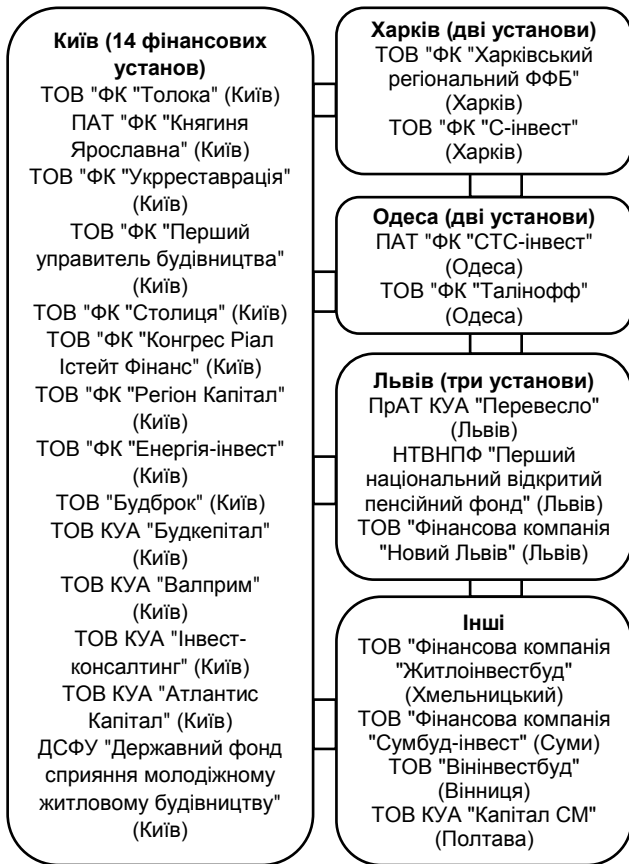 Київ (14 фінансових
установ)
ТОВ "ФК "Толока" (Київ)
ПАТ "ФК "Княгиня
Ярославна" (Київ)
ТОВ "ФК "Укрреставрація"
(Київ)
ТОВ "ФК "Перший
управитель будівництва"
(Київ)
ТОВ "ФК "Столиця" (Київ)
ТОВ "ФК "Конгрес Ріал
Істейт Фінанс" (Київ)
ТОВ "ФК "Регіон Капітал"
(Київ)
ТОВ "ФК "Енергія-інвест"
(Київ)
ТОВ "Будброк" (Київ)
ТОВ КУА "Будкепітал"
(Київ)
ТОВ КУА "Валприм"
(Київ)
ТОВ КУА "Інвест-
консалтинг" (Київ)
ТОВ КУА "Атлантис
Капітал" (Київ)
ДСФУ "Державний фонд
сприяння молодіжному
житловому будівництву"
(Київ)
Харків (дві установи)
ТОВ "ФК "Харківський
регіональний ФФБ"
(Харків)
ТОВ "ФК "С-інвест"
(Харків)
Одеса (дві установи)
ПАТ "ФК "СТС-інвест"
(Одеса)
ТОВ "ФК "Талінофф"
(Одеса)
Львів (три установи)
ПрАТ КУА "Перевесло"
(Львів)
НТВНПФ "Перший
національний відкритий
пенсійний фонд" (Львів)
ТОВ "Фінансова компанія
"Новий Львів" (Львів)
Інші
ТОВ "Фінансова компанія
"Житлоінвестбуд"
(Хмельницький)
ТОВ "Фінансова компанія
"Сумбуд-інвест" (Суми)
ТОВ "Вінінвестбуд"
(Вінниця)
ТОВ КУА "Капітал СМ"
(Полтава)